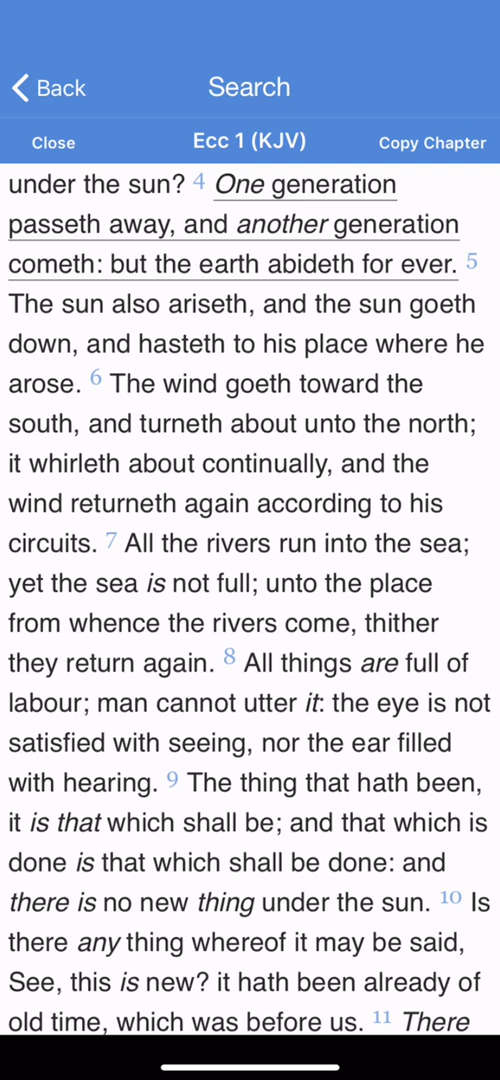 Back
Search
Close
Ecc 1 (KJV)
Copy Chapter
under the sun? 4 One generation
passeth away, and another generation
cometh: but the earth abideth for ever. 5
The sun also ariseth, and the sun goeth
down, and hasteth to his place where he
arose. 6 The wind goeth toward the
south, and turneth about unto the north;
it whirleth about continually, and the
wind returneth again according to his
circuits. 7 All the rivers run into the sea;
yet the sea is not full; unto the place
from whence the rivers come, thither
they return again. 8 All things are full of
labour; man cannot utter it: the eye is not
satisfied with seeing, nor the ear filled
with hearing. 9 The thing that hath been,
it is that which shall be; and that which is
done is that which shall be done: and
there is no new thing under the sun. 10 Is
there any thing whereof it may be said,
See, this is new? it hath been already of
old time, which was before us. 11 There